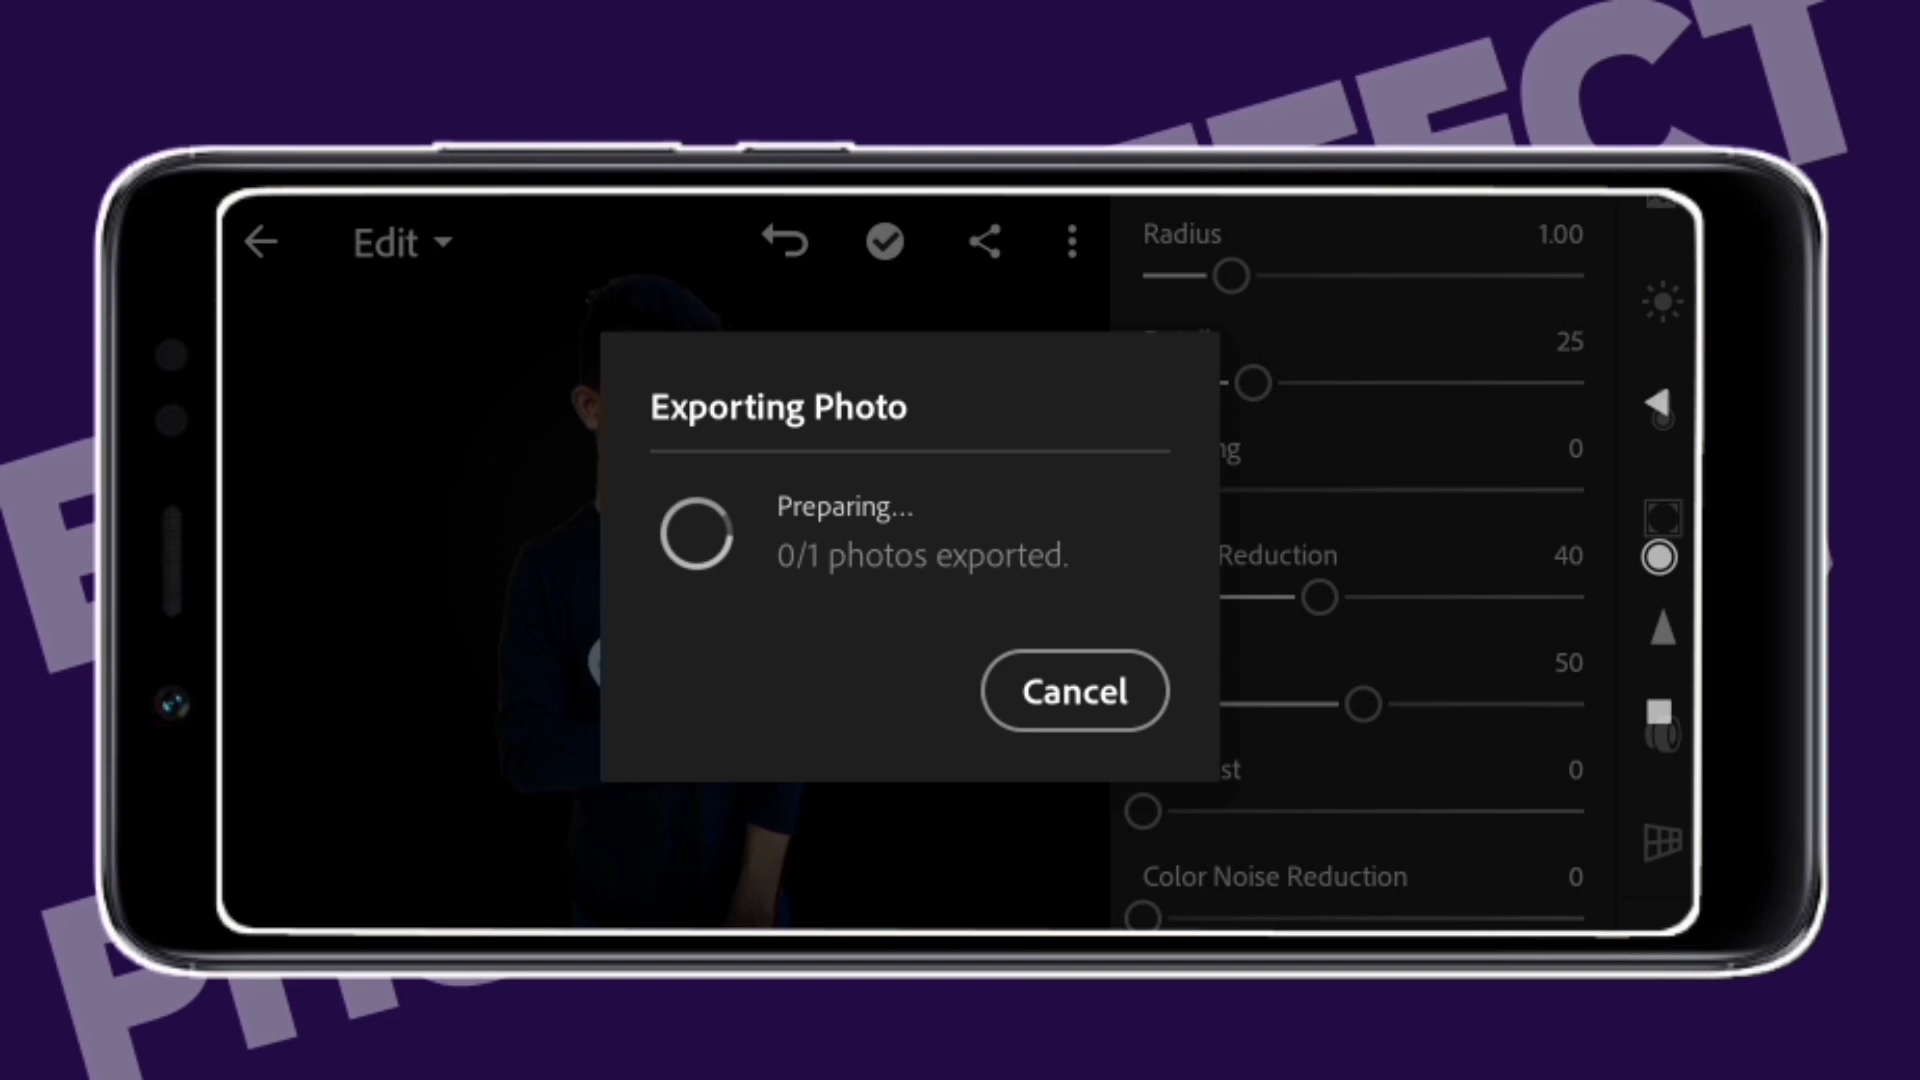 EFFECT
Edit
Radius 1.00
25
Exporting Photo
0
Preparing...
0/1 photos exported.
Reduction 40
50
Cancel
0
Color Noise Reduction 0